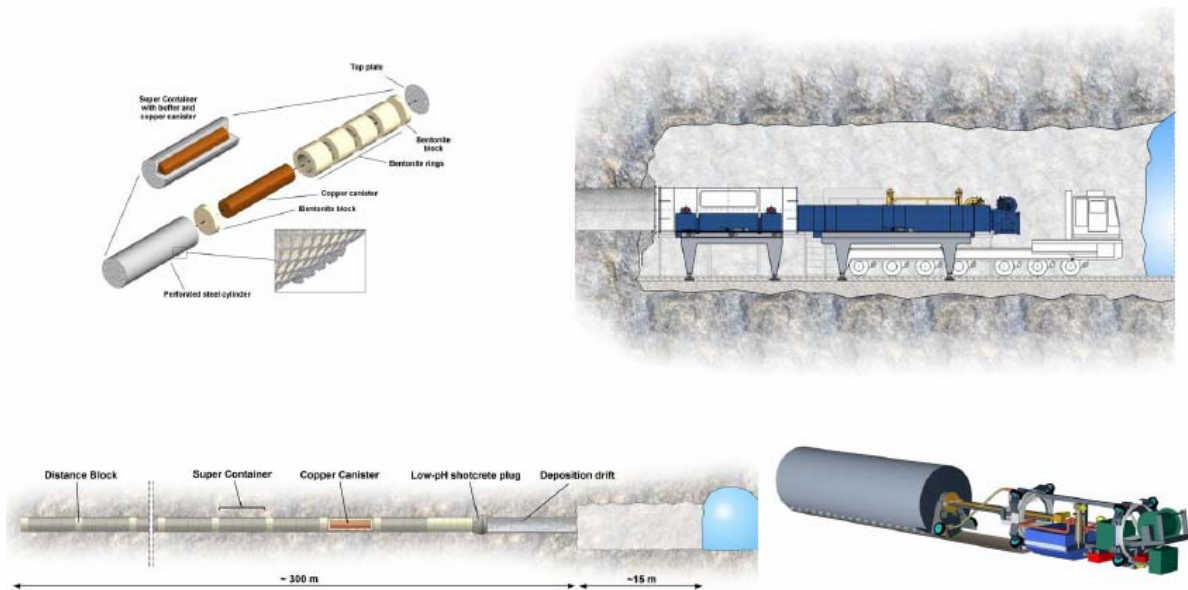 Top plate
Super Container
with buffer and
copper canister
Bentonite
block
Bentonite rings
Copper canister
Bentonite block
Perforated steel cylinder
Distance Block
Super Container
Copper Canister
Low-pH shotcrete plug
Deposition drift
~ 300 m
~15 m